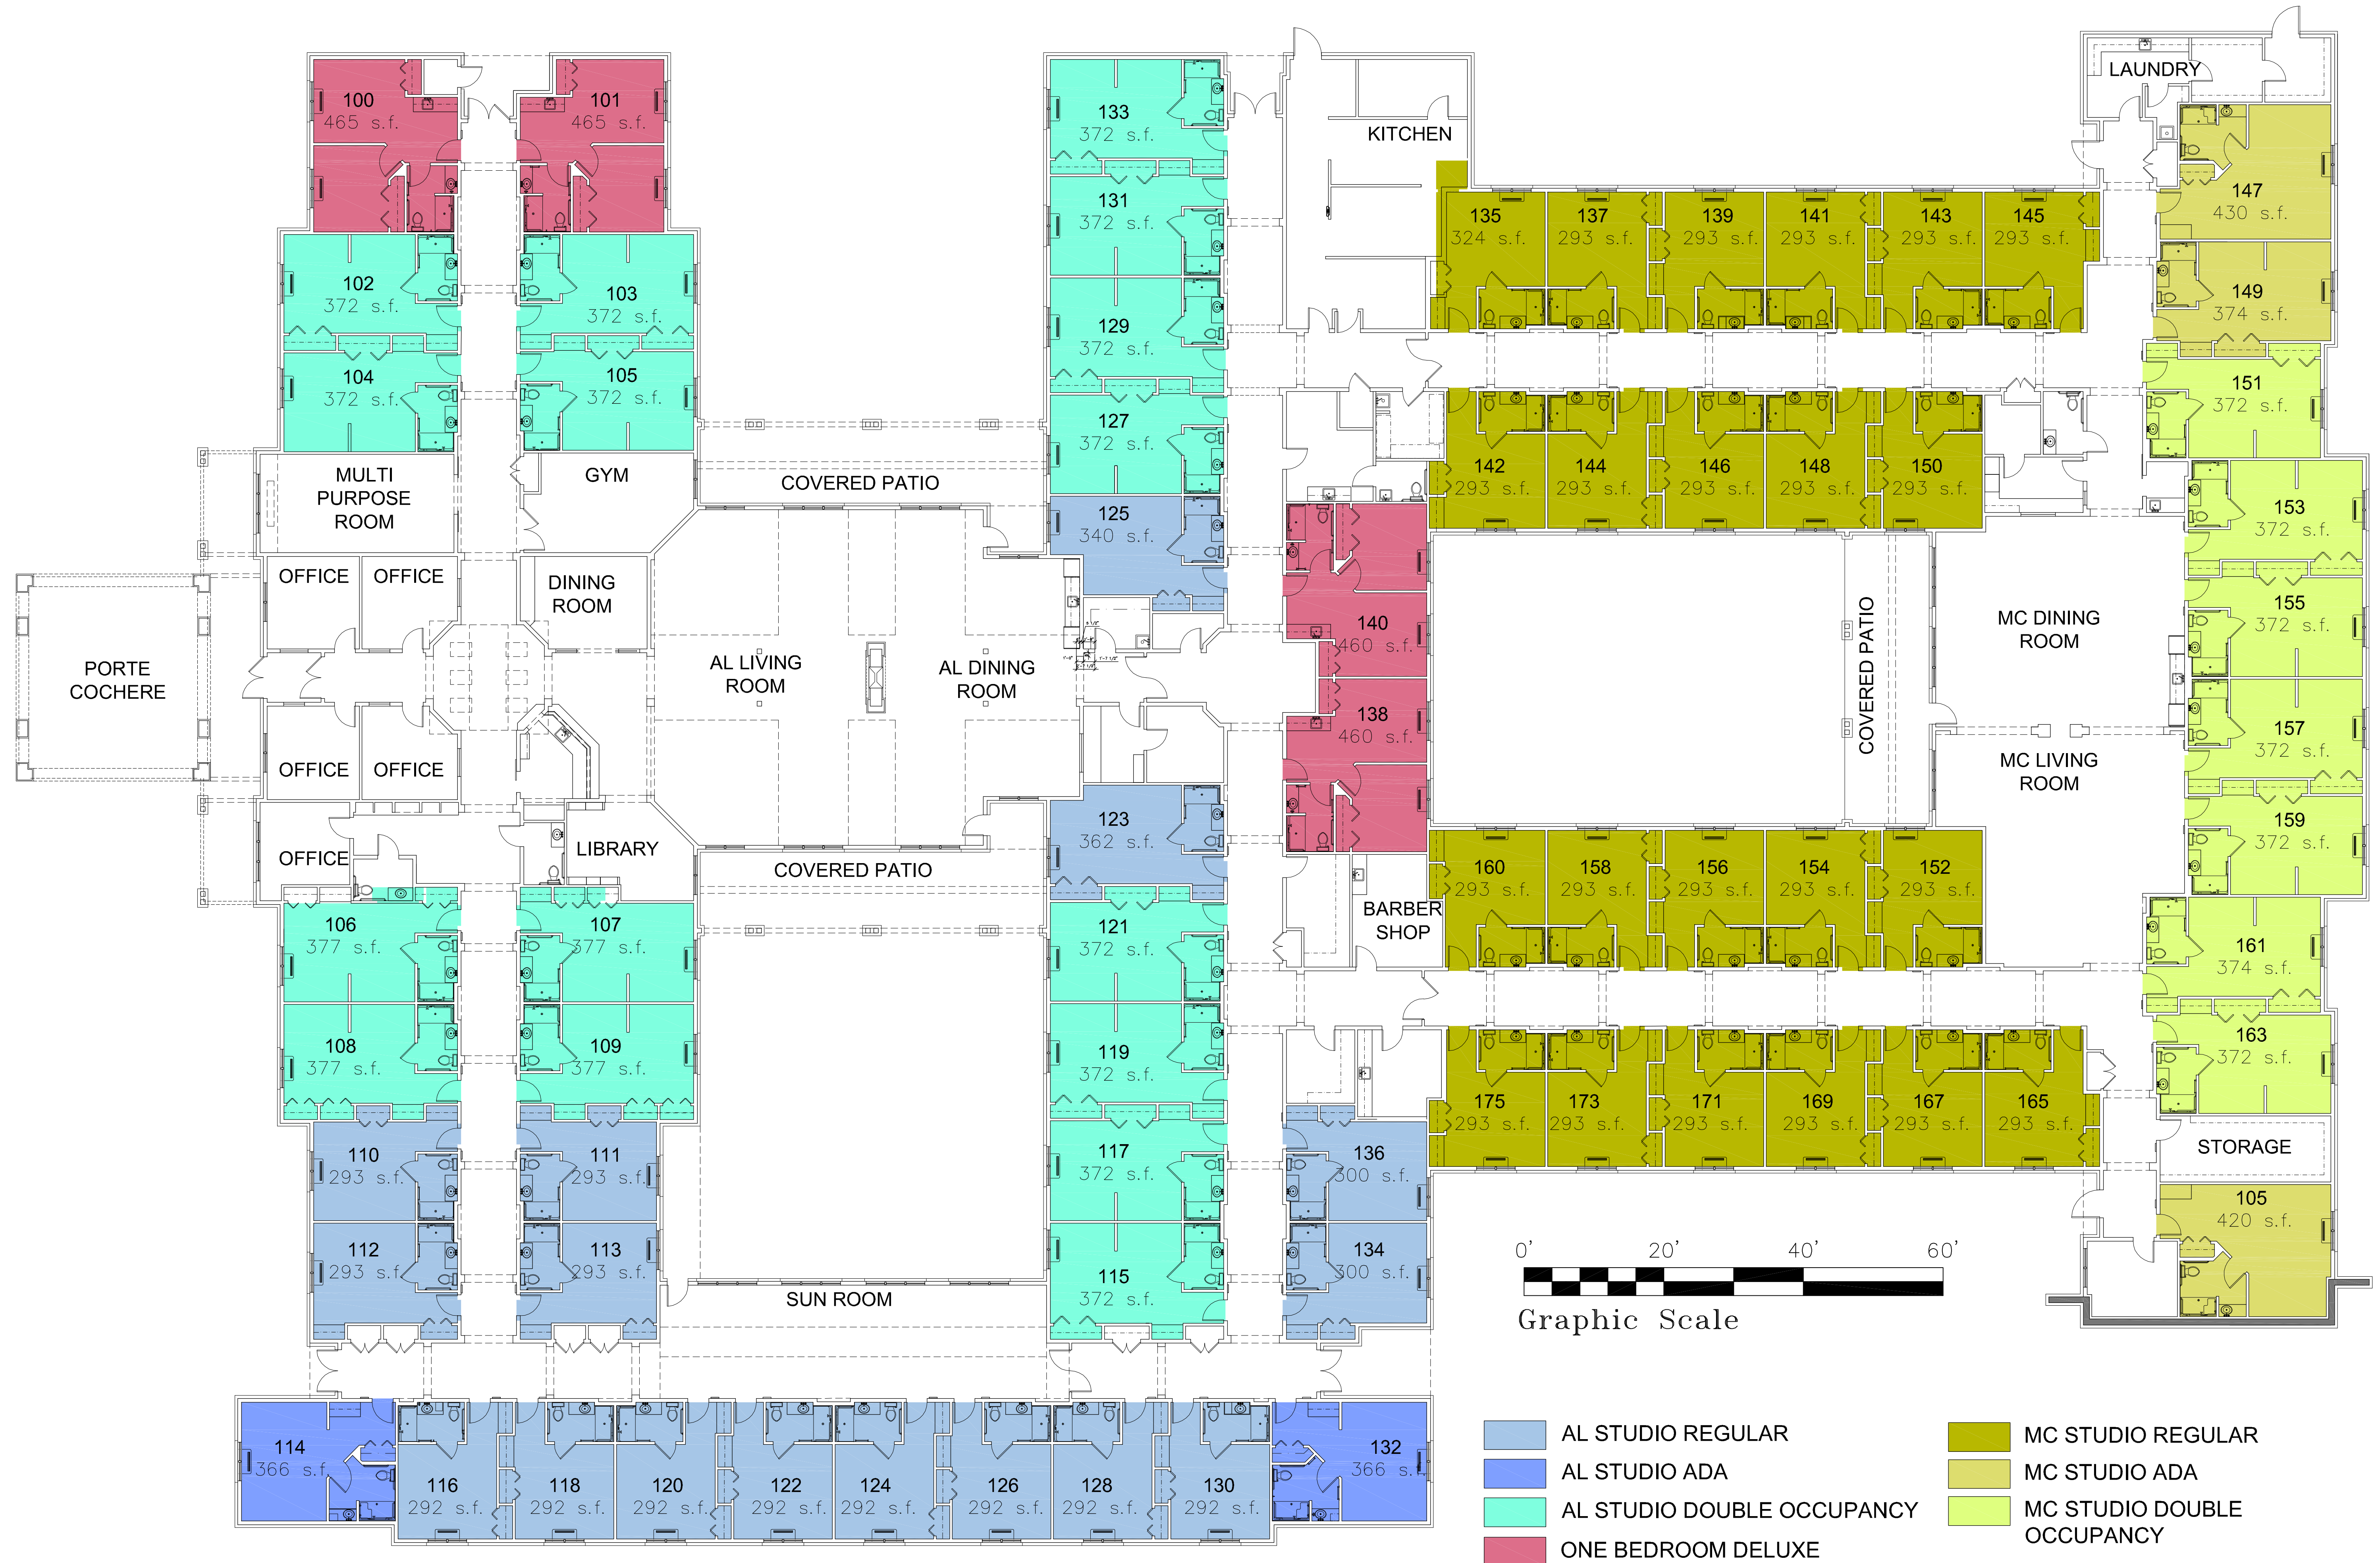 100
465 s.f.
101
465 s.f.
102
372 s.f.
103
372 s.f.
104
372 s.f.
105
372 s.f.
MULTI
PURPOSE
ROOM
GYM
COVERED PATIO
OFFICE
OFFICE
DINING
ROOM
PORTE
COCHERE
AL LIVING
ROOM
AL DINING
ROOM
OFFICE
OFFICE
OFFICE
LIBRARY
COVERED PATIO
106
377 s.f.
107
377 s.f.
108
377 s.f.
109
377 s.f.
110
293 s.f.
111
293 s.f.
112
293 s.f.
113
293 s.f.
SUN ROOM
114
366 s.f.
116
292 s.f.
118
292 s.f.
120
292 s.f.
122
292 s.f.
124
292 s.f.
126
292 s.f.
128
292 s.f.
130
292 s.f.
132
366 s.f.
133
372 s.f.
131
372 s.f.
129
372 s.f.
127
372 s.f.
125
340 s.f.
123
362 s.f.
121
372 s.f.
119
372 s.f.
117
372 s.f.
115
372 s.f.
KITCHEN
140
460 s.f.
138
460 s.f.
BARBER
SHOP
136
300 s.f.
134
300 s.f.
135
324 s.f.
137
293 s.f.
139
293 s.f.
141
293 s.f.
143
293 s.f.
145
293 s.f.
142
293 s.f.
144
293 s.f.
146
293 s.f.
148
293 s.f.
150
293 s.f.
COVERED PATIO
MC DINING
ROOM
MC LIVING
ROOM
160
293 s.f.
158
293 s.f.
156
293 s.f.
154
293 s.f.
152
293 s.f.
175
293 s.f.
173
293 s.f.
171
293 s.f.
169
293 s.f.
167
293 s.f.
165
293 s.f.
LAUNDRY
147
430 s.f.
149
374 s.f.
151
372 s.f.
153
372 s.f.
155
372 s.f.
157
372 s.f.
159
372 s.f.
161
374 s.f.
163
372 s.f.
STORAGE
105
420 s.f.
0' 20' 40' 60'
Graphic Scale
AL STUDIO REGULAR
AL STUDIO ADA
AL STUDIO DOUBLE OCCUPANCY
ONE BEDROOM DELUXE
MC STUDIO REGULAR
MC STUDIO ADA
MC STUDIO DOUBLE
OCCUPANCY